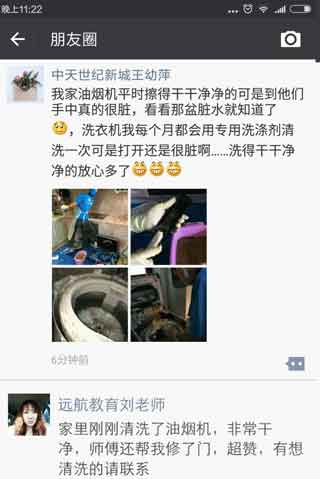 晚上11:22
朋友圈
中天世纪新城王幼萍
我家油烟机平时擦得干干净净的可是到他们
手中真的很脏，看看那盆脏水就知道了
，洗衣机我每个月都会用专用洗涤剂清
洗一次可是打开还是很脏啊……洗得干干净
净的放心多了
6分钟前
远航教育刘老师
家里刚刚清洗了油烟机，非常干
净，师傅还帮我修了门，超赞，有想
清洗的请联系